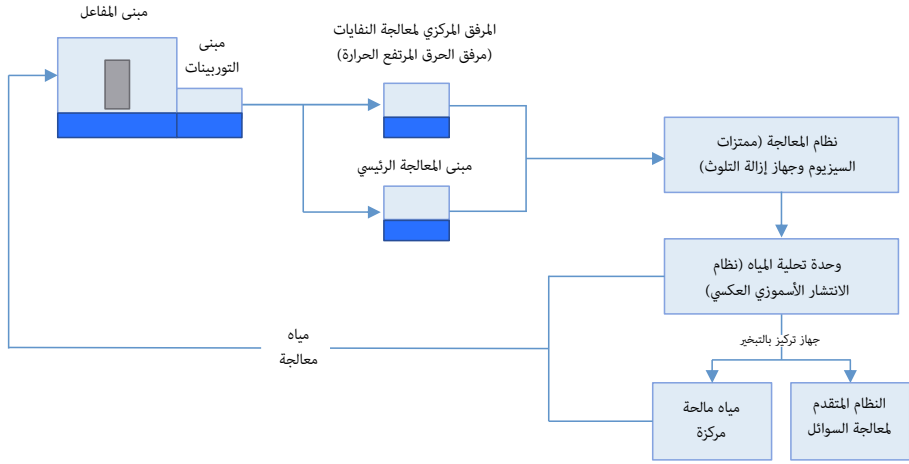 مبنى المفاعل
مبنى
التوربينات
المرفق المركزي لمعالجة النفايات
(مرفق الحرق المرتفع الحرارة)
مبنى المعالجة الرئيسي
نظام المعالجة (ممتزات
السيزيوم وجهاز إزالة التلوث)
وحدة تحلية المياه (نظام
الانتشار الأسموزي العكسي)
مياه
معالجة
جهاز تركيز بالتبخير
مياه مالحة
مركزة
النظام المتقدم
لمعالجة السوائل